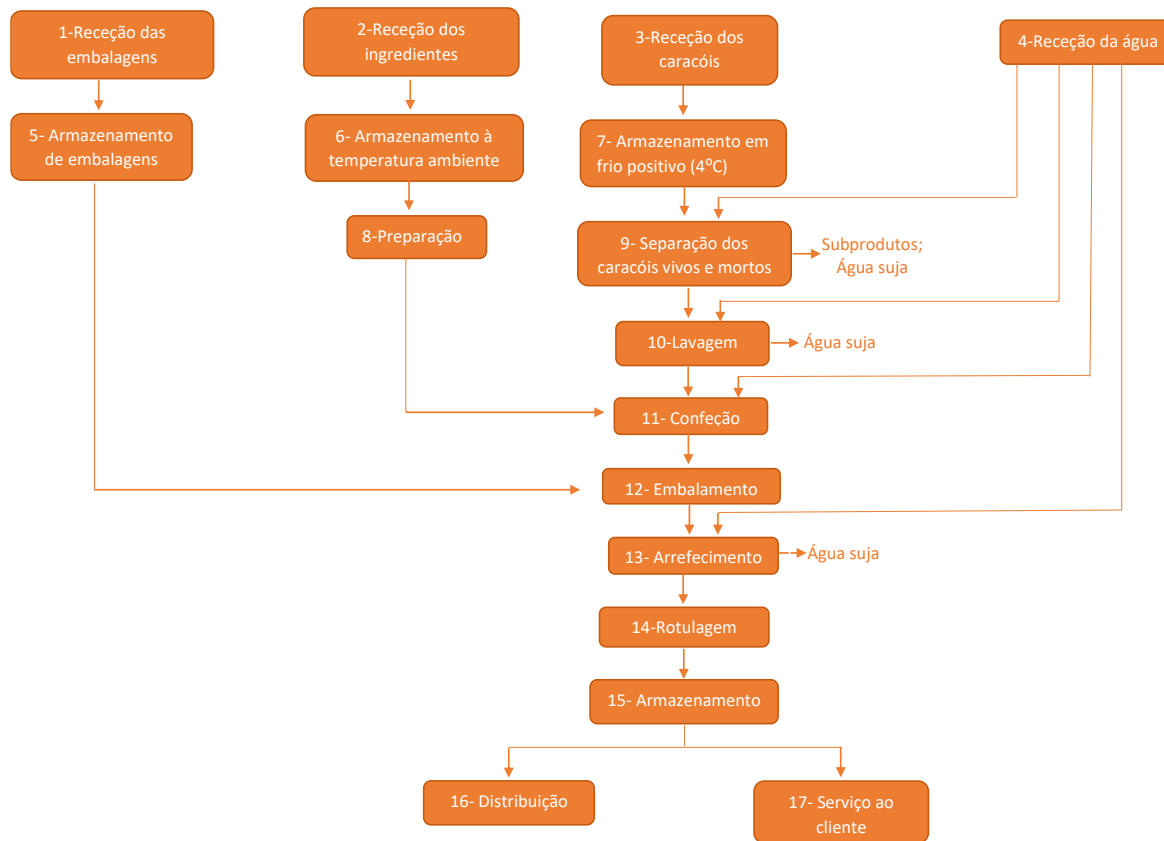 1-Receção das
embalagens
2-Receção dos
ingredientes
3-Receção dos
caracóis
4-Receção da água
5- Armazenamento
de embalagens
6- Armazenamento à
temperatura ambiente
7- Armazenamento em
frio positivo (4ºC)
8-Preparação
9- Separação dos
caracóis vivos e mortos
Subprodutos;
Água suja
10-Lavagem
Água suja
11- Confeção
12- Embalamento
13- Arrefecimento
Água suja
14-Rotulagem
15- Armazenamento
16- Distribuição
17- Serviço ao
cliente